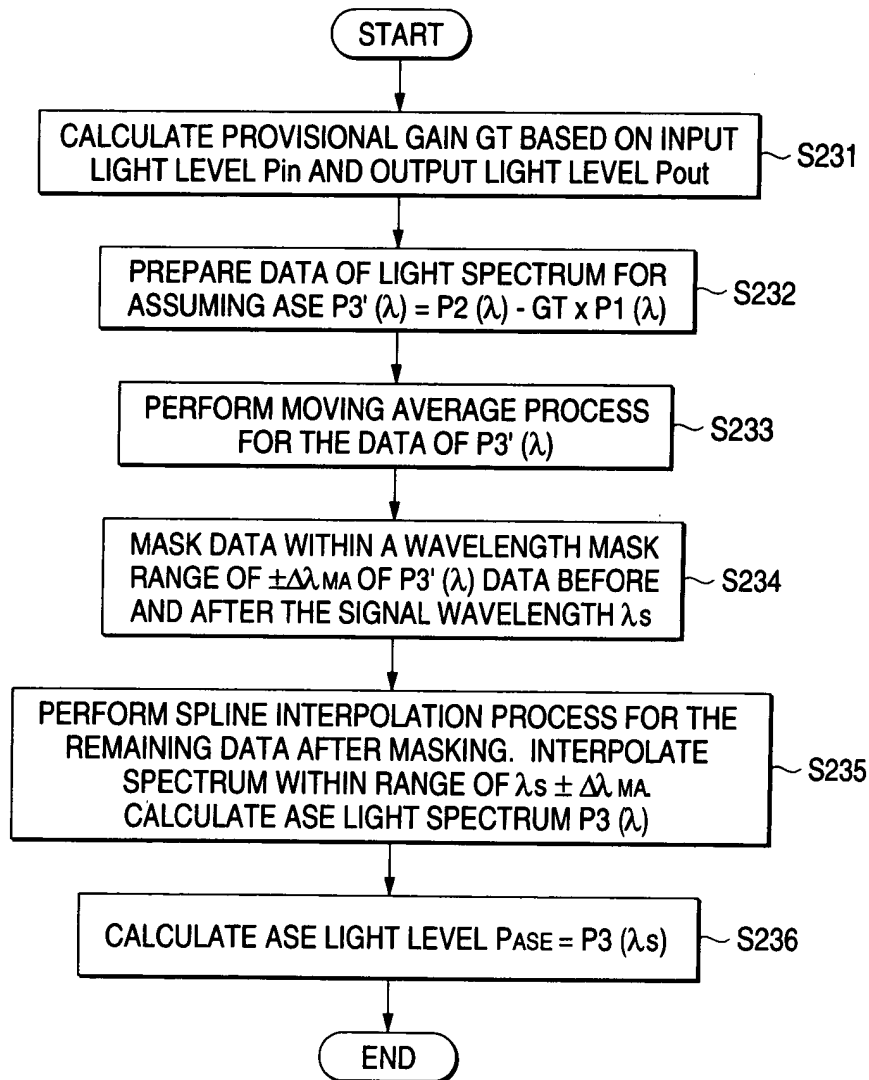 START
CALCULATE PROVISIONAL GAIN GT BASED ON INPUT
LIGHT LEVEL Pin AND OUTPUT LIGHT LEVEL Pout
S231
PREPARE DATA OF LIGHT SPECTRUM FOR
ASSUMING ASE P3' (λ) = P2 (λ) - GT x P1 (λ)
S232
PERFORM MOVING AVERAGE PROCESS
FOR THE DATA OF P3' (λ)
S233
MASK DATA WITHIN A WAVELENGTH MASK
RANGE OF ±ΔλMA OF P3' (λ) DATA BEFORE
AND AFTER THE SIGNAL WAVELENGTH λs
S234
PERFORM SPLINE INTERPOLATION PROCESS FOR THE
REMAINING DATA AFTER MASKING. INTERPOLATE
SPECTRUM WITHIN RANGE OF λs ± ΔλMA.
CALCULATE ASE LIGHT SPECTRUM P3 (λ)
S235
CALCULATE ASE LIGHT LEVEL PASE = P3 (λs)
S236
END